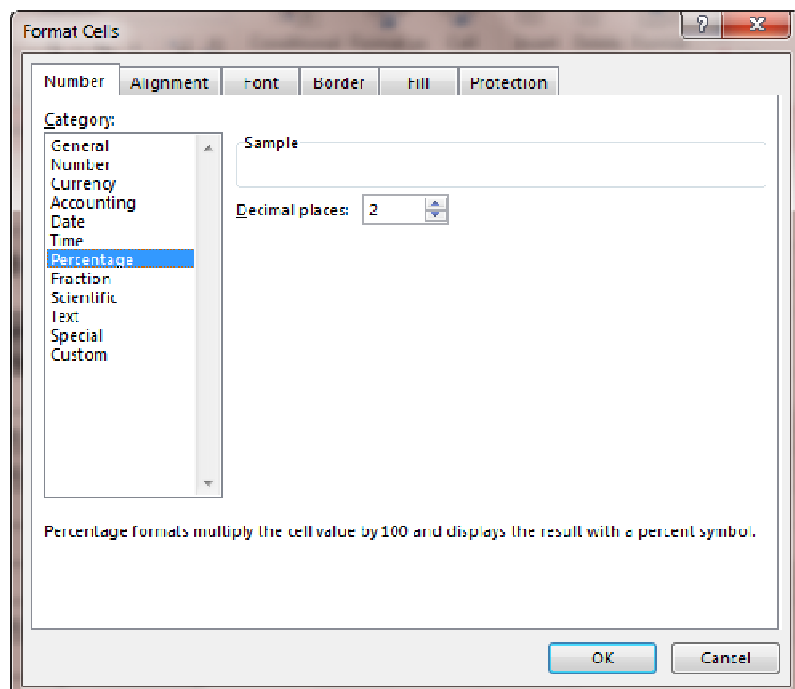 Format Cells
?
Number Alignment Font Border Fill Protection
Category:
General
Number
Currency
Accounting
Date
Time
Percentage
Fraction
Scientific
Text
Special
Custom
Sample
Decimal places: 2
Percentage formats multiply the cell value by 100 and displays the result with a percent symbol.
OK Cancel